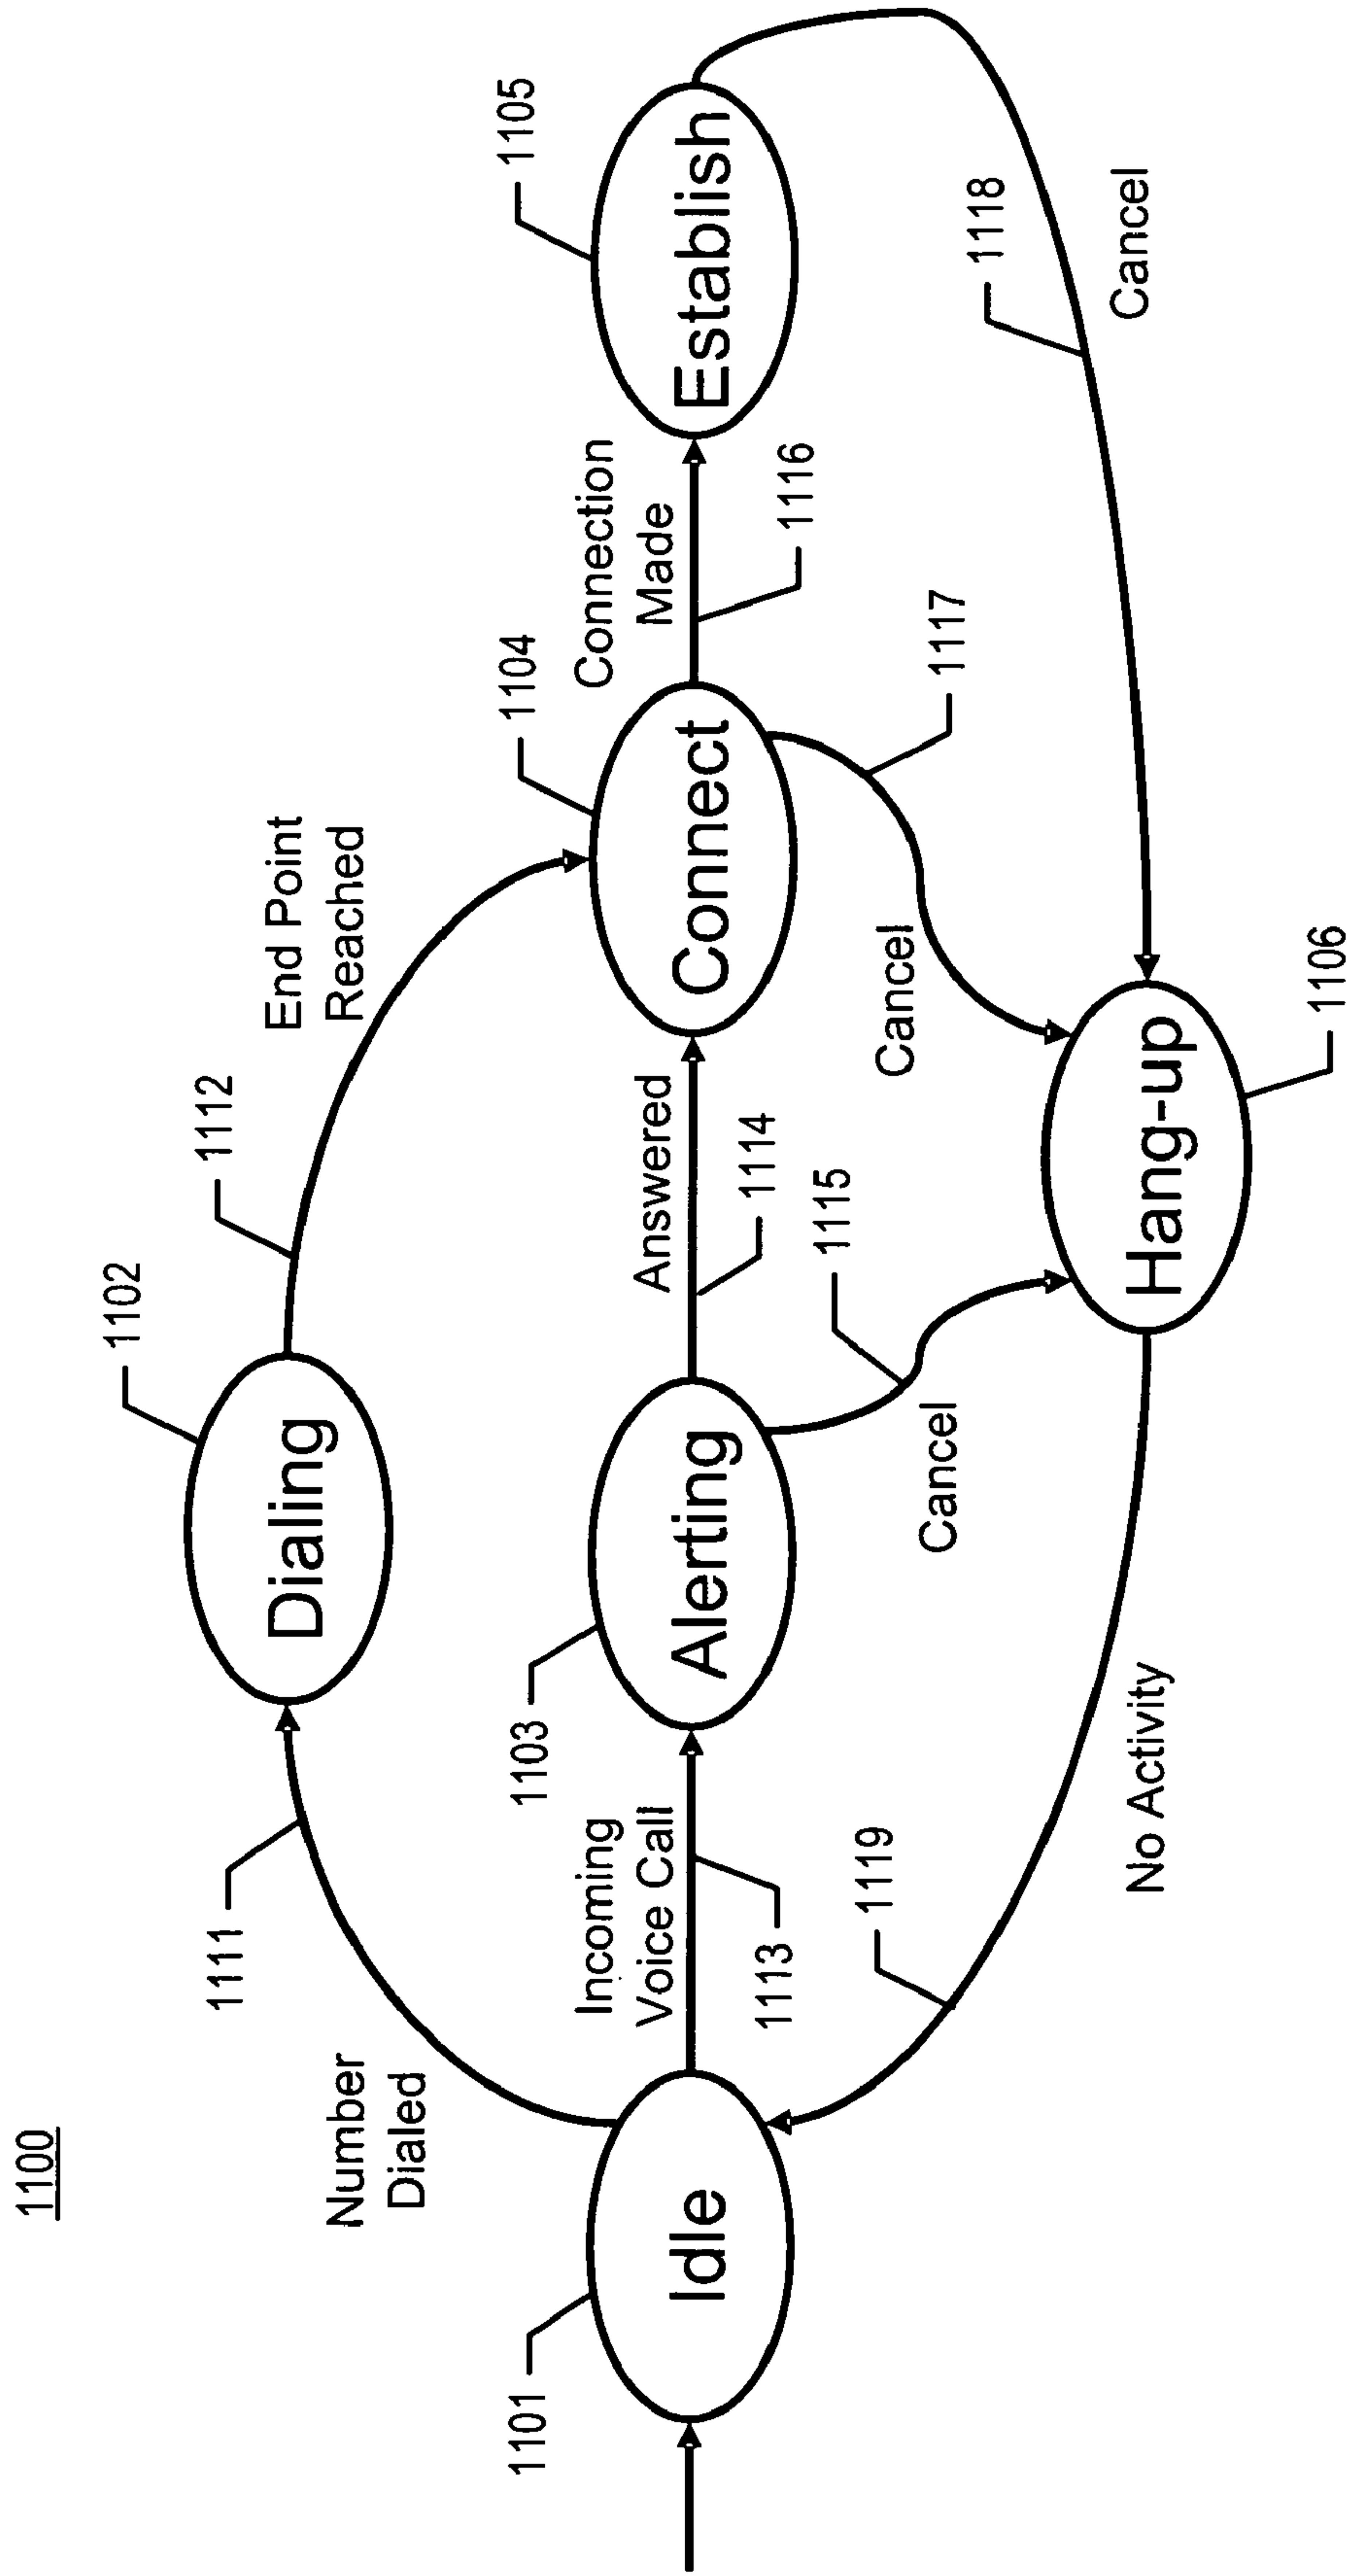 1100
1102
1112
End Point
Reached
1111
Dialing
Number
Dialed
1101
Idle
Incoming
Voice Call
1113
1103
Alerting
Answered
1114
1104
Connect
Connection
Made
1116
1105
Establish
1115
Cancel
1117
Cancel
1118
Cancel
1119
No Activity
Hang-up
1106